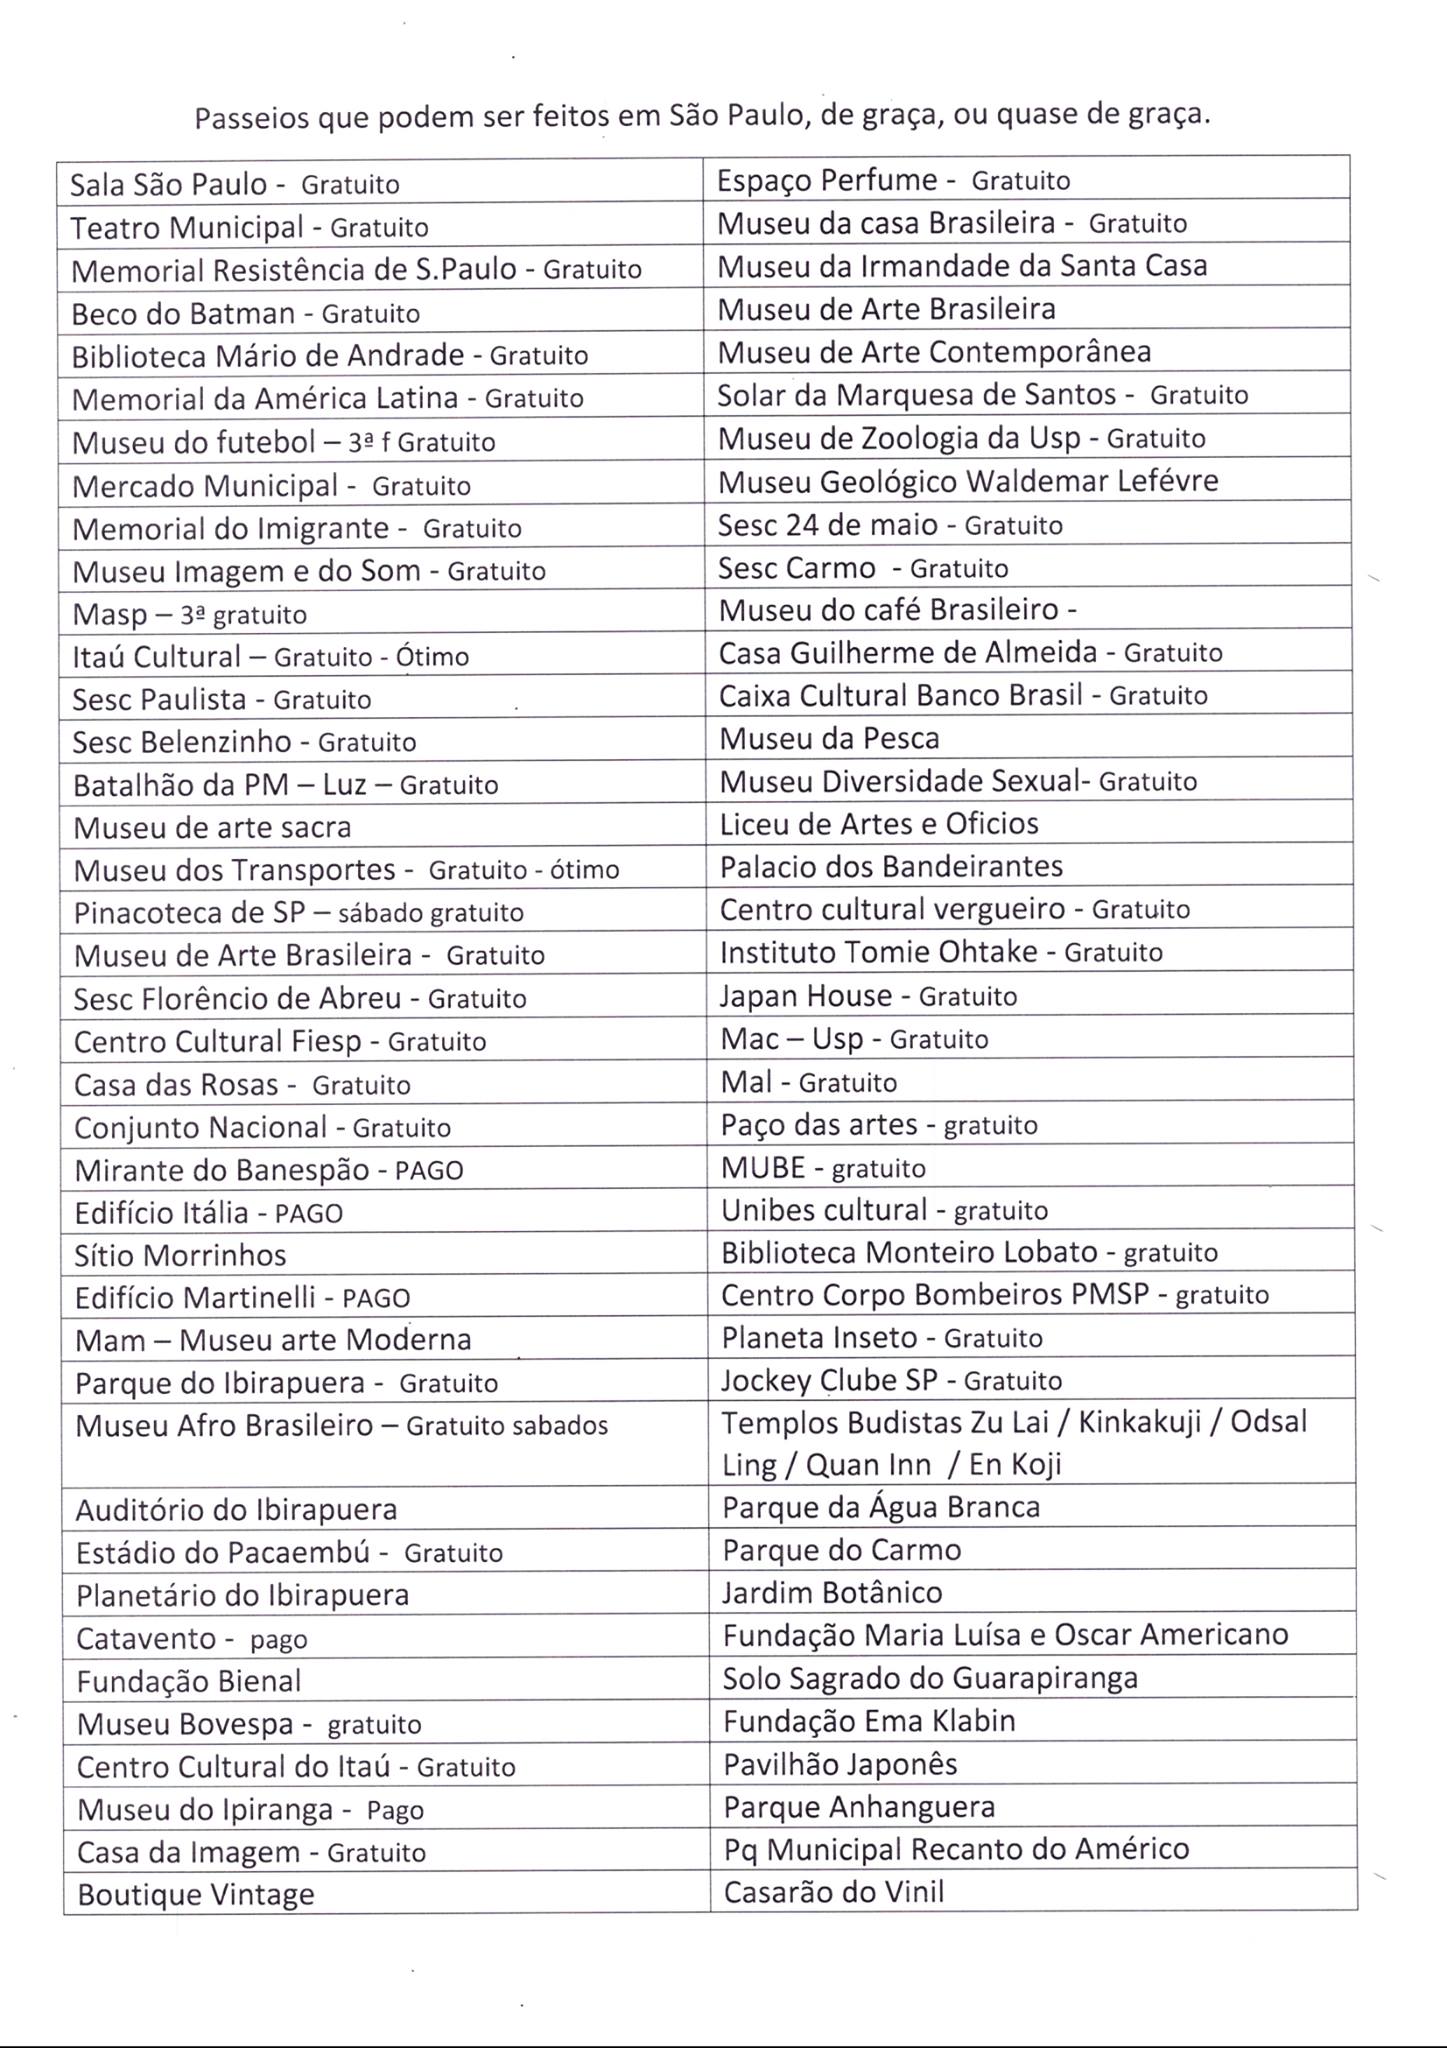 Passeios que podem ser feitos em São Paulo, de graça, ou quase de graça.
Sala São Paulo - Gratuito
Espaço Perfume - Gratuito
Teatro Municipal - Gratuito
Museu da casa Brasileira - Gratuito
Memorial Resistência de S.Paulo - Gratuito
Museu da Irmandade da Santa Casa
Beco do Batman - Gratuito
Museu de Arte Brasileira
Biblioteca Mário de Andrade - Gratuito
Museu de Arte Contemporânea
Memorial da América Latina - Gratuito
Solar da Marquesa de Santos - Gratuito
Museu do futebol – 3ª f Gratuito
Museu de Zoologia da Usp - Gratuito
Mercado Municipal - Gratuito
Museu Geológico Waldemar Lefévre
Memorial do Imigrante - Gratuito
Sesc 24 de maio - Gratuito
Museu Imagem e do Som - Gratuito
Sesc Carmo - Gratuito
Masp – 3ª gratuito
Museu do café Brasileiro -
Itaú Cultural – Gratuito - Ótimo
Casa Guilherme de Almeida - Gratuito
Sesc Paulista - Gratuito
Caixa Cultural Banco Brasil - Gratuito
Sesc Belenzinho - Gratuito
Museu da Pesca
Batalhão da PM – Luz – Gratuito
Museu Diversidade Sexual- Gratuito
Museu de arte sacra
Liceu de Artes e Oficios
Museu dos Transportes - Gratuito - ótimo
Palacio dos Bandeirantes
Pinacoteca de SP – sábado gratuito
Centro cultural vergueiro - Gratuito
Museu de Arte Brasileira - Gratuito
Instituto Tomie Ohtake - Gratuito
Sesc Florêncio de Abreu - Gratuito
Japan House - Gratuito
Centro Cultural Fiesp - Gratuito
Mac – Usp - Gratuito
Casa das Rosas - Gratuito
Mal - Gratuito
Conjunto Nacional - Gratuito
Paço das artes - gratuito
Mirante do Banespão - PAGO
MUBE - gratuito
Edifício Itália - PAGO
Unibes cultural - gratuito
Sítio Morrinhos
Biblioteca Monteiro Lobato - gratuito
Edifício Martinelli - PAGO
Centro Corpo Bombeiros PMSP - gratuito
Mam – Museu arte Moderna
Planeta Inseto - Gratuito
Parque do Ibirapuera - Gratuito
Jockey Clube SP - Gratuito
Museu Afro Brasileiro – Gratuito sabados
Templos Budistas Zu Lai / Kinkakuji / Odsal
Ling / Quan Inn / En Koji
Auditório do Ibirapuera
Parque da Água Branca
Estádio do Pacaembú - Gratuito
Parque do Carmo
Planetário do Ibirapuera
Jardim Botânico
Catavento - pago
Fundação Maria Luísa e Oscar Americano
Fundação Bienal
Solo Sagrado do Guarapiranga
Museu Bovespa - gratuito
Fundação Ema Klabin
Centro Cultural do Itaú - Gratuito
Pavilhão Japonês
Museu do Ipiranga - Pago
Parque Anhanguera
Casa da Imagem - Gratuito
Pq Municipal Recanto do Américo
Boutique Vintage
Casarão do Vinil